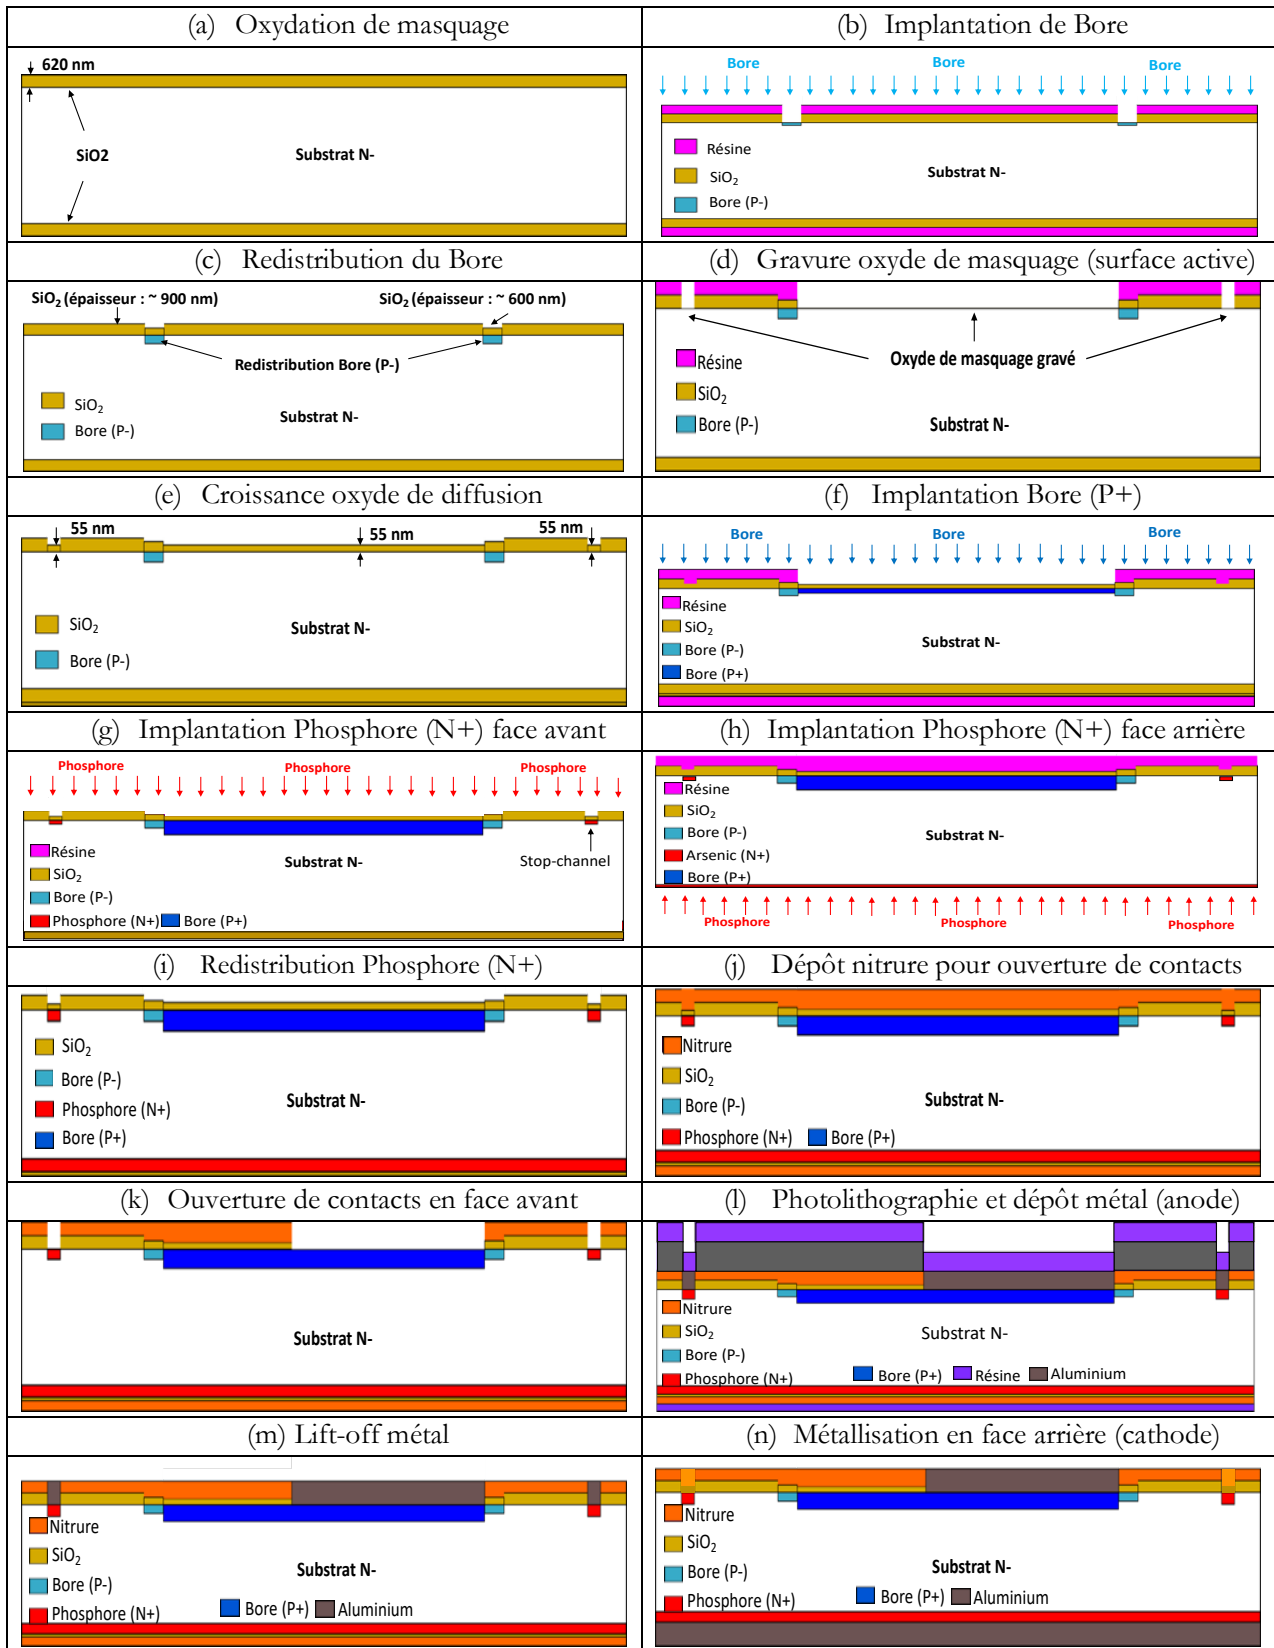 (a) Oxydation de masquage
620 nm
SiO2
Substrat N-
(b) Implantation de Bore
Bore Bore Bore
Résine
SiO₂
Bore (P-)
Substrat N-
(c) Redistribution du Bore
SiO₂ (épaisseur : ~ 900 nm)
SiO₂ (épaisseur : ~ 600 nm)
Redistribution Bore (P-)
SiO₂
Bore (P-)
Substrat N-
(d) Gravure oxyde de masquage (surface active)
Oxyde de masquage gravé
Résine
SiO₂
Bore (P-)
Substrat N-
(e) Croissance oxyde de diffusion
55 nm 55 nm 55 nm
SiO₂
Bore (P-)
Substrat N-
(f) Implantation Bore (P+)
Bore Bore Bore
Résine
SiO₂
Bore (P-)
Bore (P+)
Substrat N-
(g) Implantation Phosphore (N+) face avant
Phosphore Phosphore Phosphore
Substrat N-
Stop-channel
Résine
SiO₂
Bore (P-)
Phosphore (N+) Bore (P+)
(h) Implantation Phosphore (N+) face arrière
Résine
SiO₂
Bore (P-)
Arsenic (N+)
Bore (P+)
Substrat N-
Phosphore Phosphore Phosphore
(i) Redistribution Phosphore (N+)
SiO₂
Bore (P-)
Phosphore (N+)
Bore (P+)
Substrat N-
(j) Dépôt nitrure pour ouverture de contacts
Nitrure
SiO₂
Bore (P-)
Phosphore (N+) Bore (P+)
Substrat N-
(k) Ouverture de contacts en face avant
Substrat N-
(l) Photolithographie et dépôt métal (anode)
Nitrure
SiO₂
Bore (P-)
Phosphore (N+)
Substrat N-
Bore (P+) Résine Aluminium
(m) Lift-off métal
Nitrure
SiO₂
Bore (P-)
Phosphore (N+)
Substrat N-
Bore (P+) Aluminium
(n) Métallisation en face arrière (cathode)
Nitrure
SiO₂
Bore (P-)
Phosphore (N+)
Substrat N-
Bore (P+) Aluminium